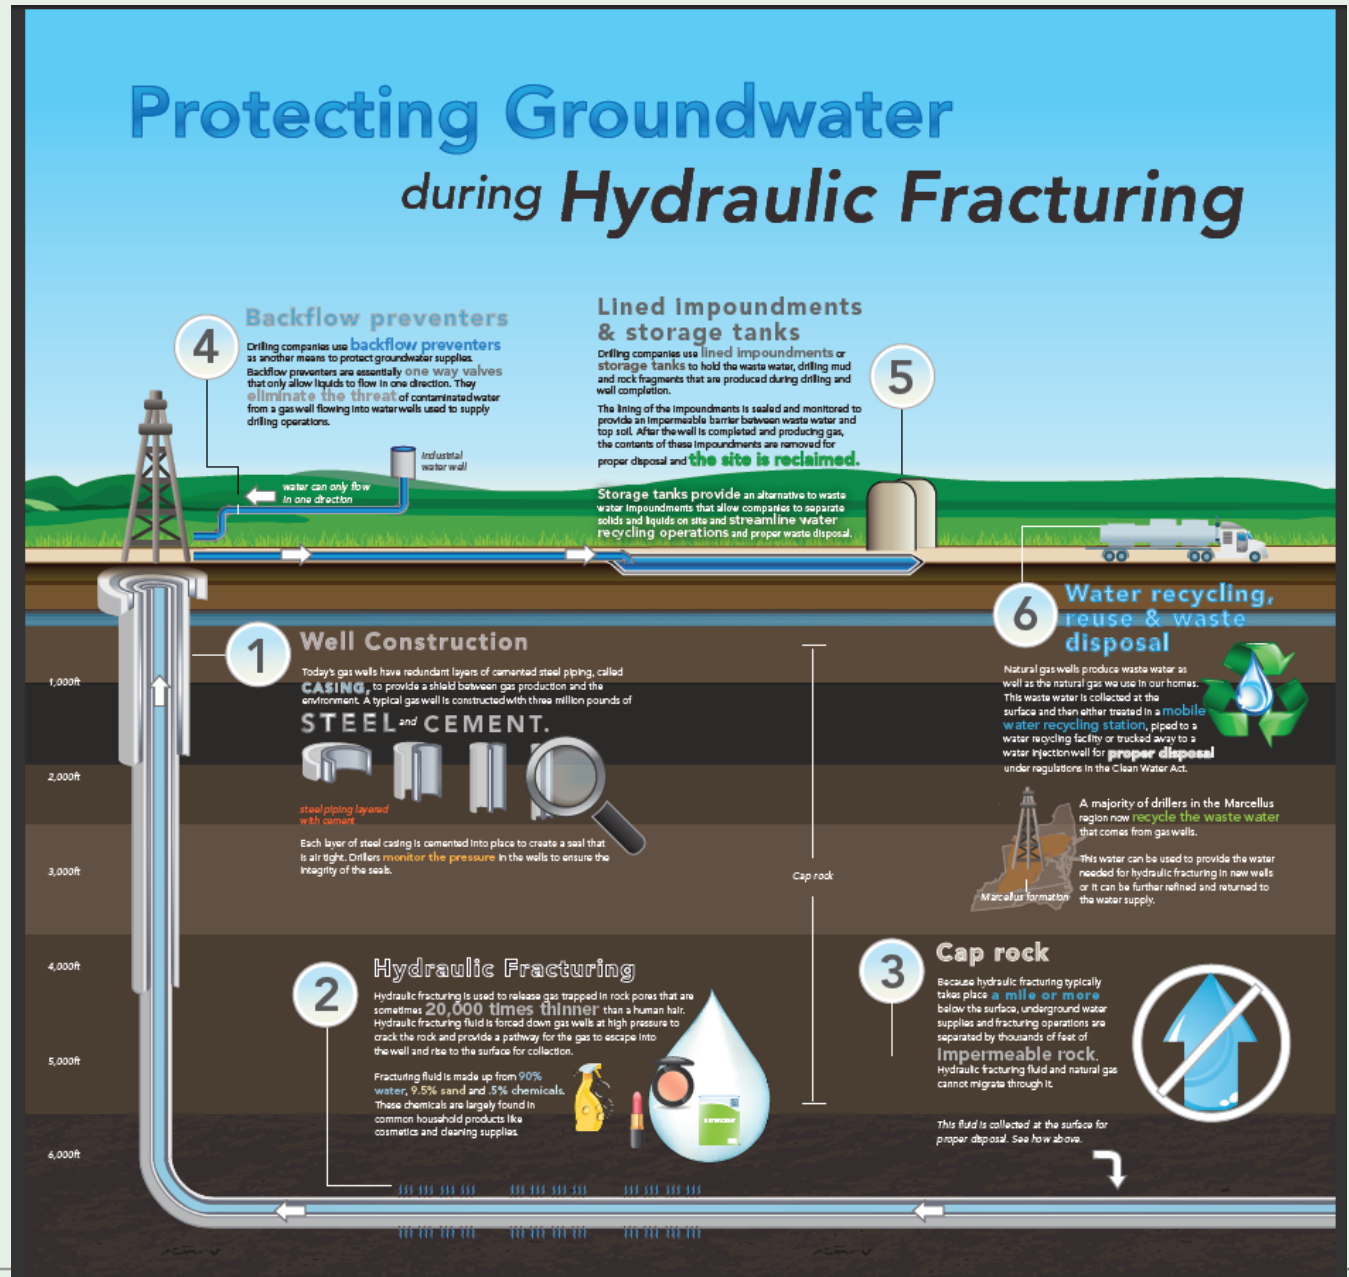 Protecting Groundwater
during Hydraulic Fracturing
4
Backflow preventers
Drilling companies use backflow preventers
as another means to protect groundwater supplies.
Backflow preventers are essentially one way valves
that only allow liquids to flow in one direction. They
eliminate the threat of contaminated water
from a gas well flowing into water wells used to supply
drilling operations.
Industrial
water well
water can only flow
in one direction
Lined impoundments
& storage tanks
Drilling companies use lined impoundments or
storage tanks to hold the waste water, drilling mud
and rock fragments that are produced during drilling and
well completion.
The lining of the impoundments is sealed and monitored to
provide an impermeable barrier between waste water and
top soil. After the well is completed and producing gas,
the contents of these impoundments are removed for
proper disposal and the site is reclaimed.
Storage tanks provide an alternative to waste
water impoundments that allow companies to separate
solids and liquids on site and streamline water
recycling operations and proper waste disposal.
5
6
Water recycling,
reuse & waste
disposal
Natural gas wells produce waste water as
well as the natural gas we use in our homes.
This waste water is collected at the
surface and then either treated in a mobile
water recycling station, piped to a
water recycling facility or trucked away to a
water injection well for proper disposal
under regulations in the Clean Water Act.
A majority of drillers in the Marcellus
region now recycle the waste water
that comes from gas wells.
This water can be used to provide the water
needed for hydraulic fracturing in new wells
or it can be further refined and returned to
the water supply.
Marcellus formation
1
Well Construction
Today's gas wells have redundant layers of cemented steel piping, called
CASING, to provide a shield between gas production and the
environment. A typical gas well is constructed with three million pounds of
STEEL and CEMENT.
steel piping layered
with cement
Each layer of steel casing is cemented into place to create a seal that
is air tight. Drillers monitor the pressure in the wells to ensure the
integrity of the seals.
1,000ft
2,000ft
3,000ft
4,000ft
5,000ft
6,000ft
Cap rock
2
Hydraulic Fracturing
Hydraulic fracturing is used to release gas trapped in rock pores that are
sometimes 20,000 times thinner than a human hair.
Hydraulic fracturing fluid is forced down gas wells at high pressure to
crack the rock and provide a pathway for the gas to escape into
the well and rise to the surface for collection.
Fracturing fluid is made up from 90%
water, 9.5% sand and .5% chemicals.
These chemicals are largely found in
common household products like
cosmetics and cleaning supplies.
3
Cap rock
Because hydraulic fracturing typically
takes place a mile or more
below the surface, underground water
supplies and fracturing operations are
separated by thousands of feet of
impermeable rock.
Hydraulic fracturing fluid and natural gas
cannot migrate through it.
This fluid is collected at the surface for
proper disposal. See how above.